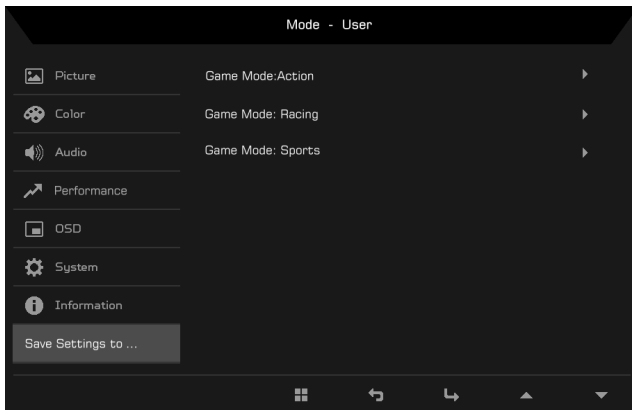 Mode - User
Picture
Color
Audio
Performance
OSD
System
Information
Save Settings to ...
Game Mode:Action
Game Mode: Racing
Game Mode: Sports